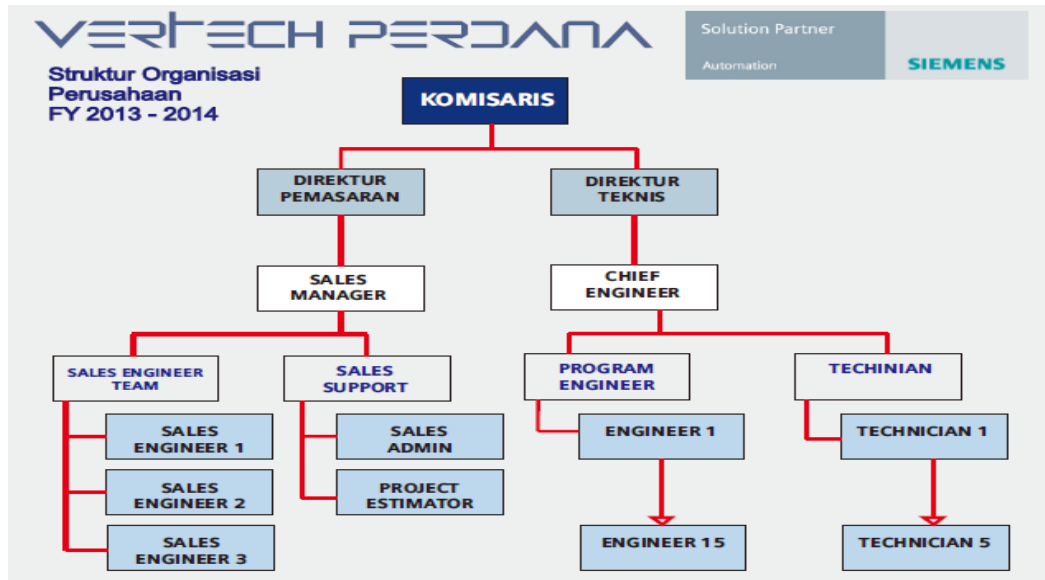 VERTECH PERDANA
Solution Partner
Automation
SIEMENS
Struktur Organisasi
Perusahaan
FY 2013 - 2014
KOMISARIS
DIREKTUR
PEMASARAN
DIREKTUR
TEKNIS
SALES
MANAGER
CHIEF
ENGINEER
SALES ENGINEER
TEAM
SALES
SUPPORT
PROGRAM
ENGINEER
TECHINIAN
SALES
ENGINEER 1
SALES
ADMIN
ENGINEER 1
TECHNICIAN 1
SALES
ENGINEER 2
PROJECT
ESTIMATOR
SALES
ENGINEER 3
ENGINEER 15
TECHNICIAN 5